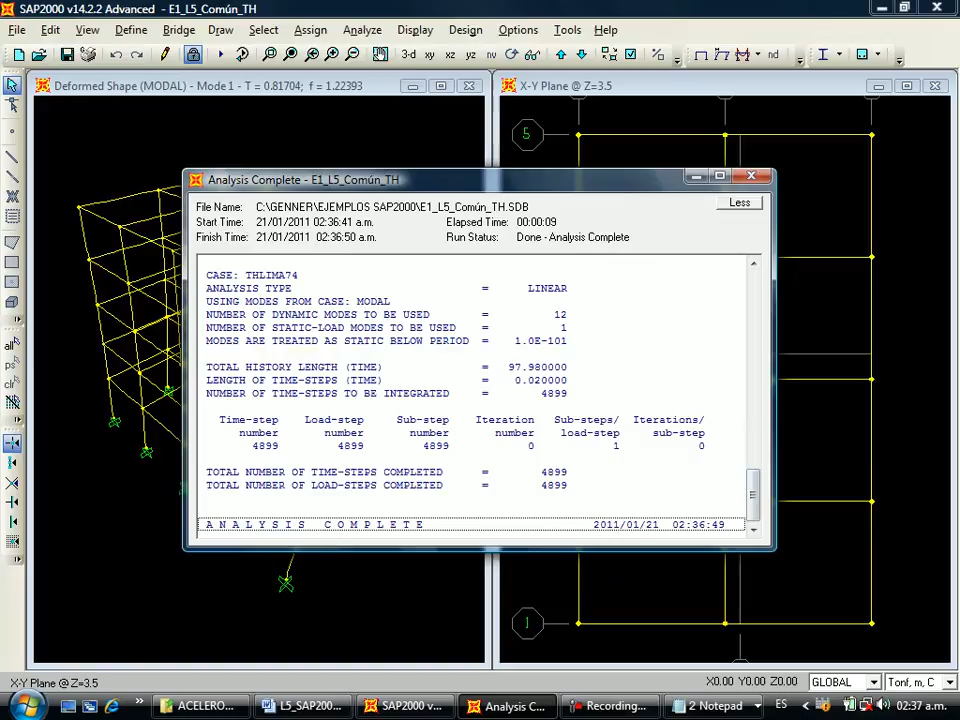 SAP2000 v14.2.2 Advanced - E1_L5_Común_TH
File Edit View Define Bridge Draw Select Assign Analyze Display Design Options Tools Help
3-d xy xz yz nv nd
Deformed Shape (MODAL) - Mode 1 - T = 0.81704; f = 1.22393
X-Y Plane @ Z=3.5
5
Analysis Complete - E1_L5_Común_TH
File Name: C:\GENNER\EJEMPLOS SAP2000\E1_L5_Común_TH.SDB
Less
Start Time: 21/01/2011 02:36:41 a.m. Elapsed Time: 00:00:09
Finish Time: 21/01/2011 02:36:50 a.m. Run Status: Done - Analysis Complete
CASE: THLIMA74
ANALYSIS TYPE = LINEAR
USING MODES FROM CASE: MODAL
NUMBER OF DYNAMIC MODES TO BE USED = 12
NUMBER OF STATIC-LOAD MODES TO BE USED = 1
MODES ARE TREATED AS STATIC BELOW PERIOD = 1.0E-101
TOTAL HISTORY LENGTH (TIME) = 97.980000
LENGTH OF TIME-STEPS (TIME) = 0.020000
NUMBER OF TIME-STEPS TO BE INTEGRATED = 4899
Time-step Load-step Sub-step Iteration Sub-steps/ Iterations/
number number number number load-step sub-step
4899 4899 4899 0 1 0
TOTAL NUMBER OF TIME-STEPS COMPLETED = 4899
TOTAL NUMBER OF LOAD-STEPS COMPLETED = 4899
A N A L Y S I S C O M P L E T E 2011/01/21 02:36:49
all
ps
clr
1
X-Y Plane @ Z=3.5
X0.00 Y0.00 Z0.00
GLOBAL
Tonf, m, C
ACELERO...
L5_SAP200...
SAP2000 v...
Analysis C...
Recording...
2 Notepad
ES
02:37 a.m.